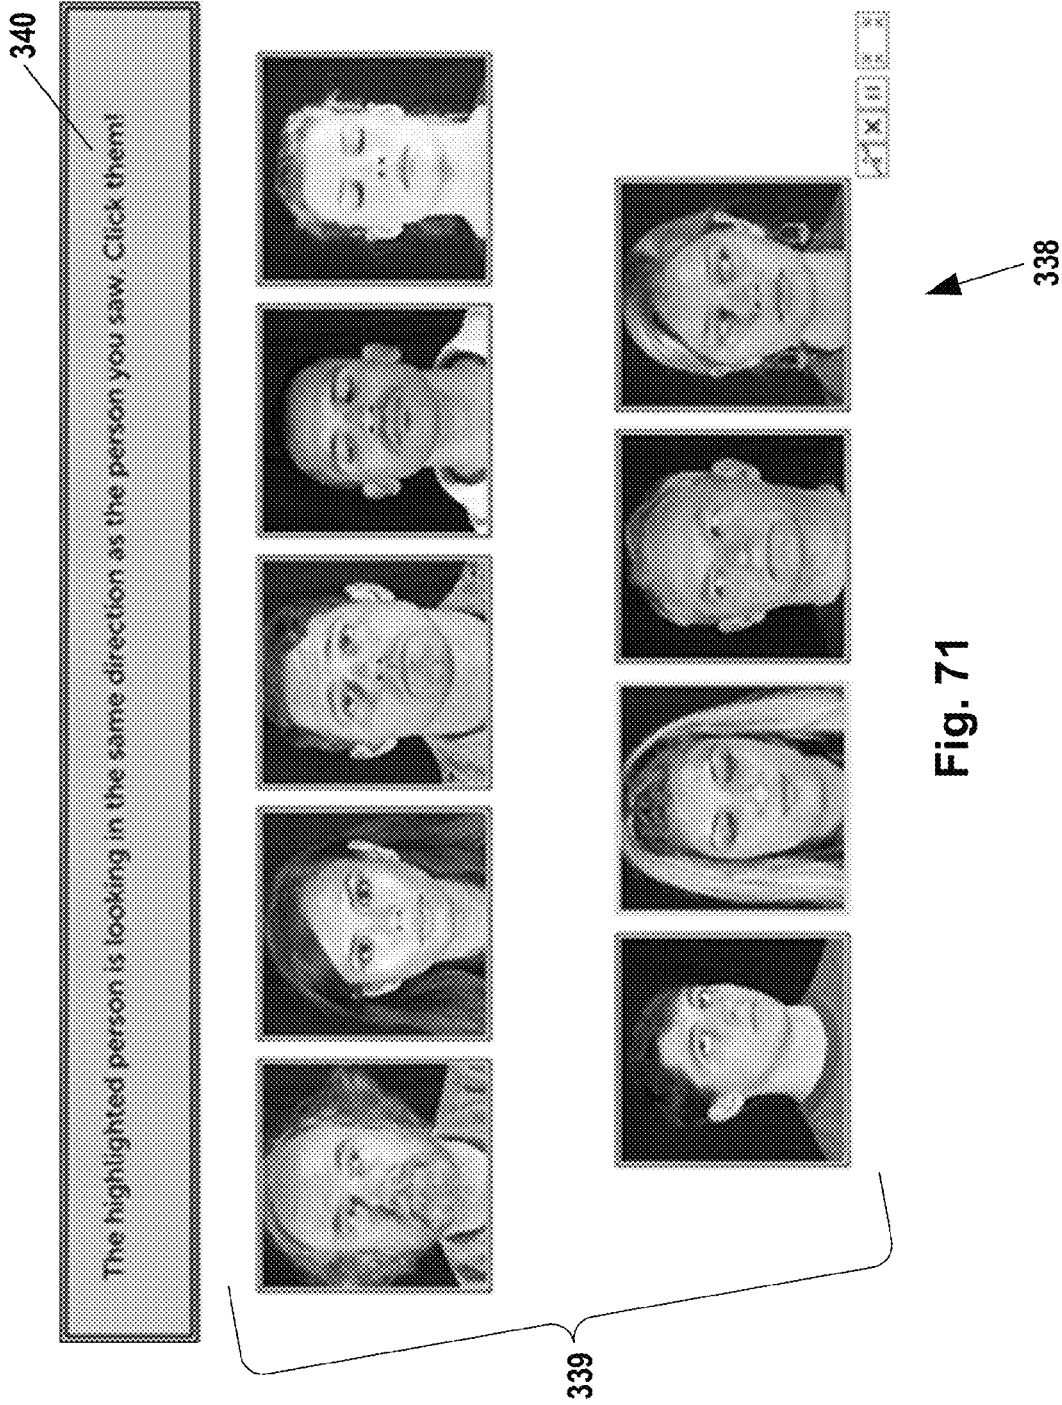 340
The highlighted person is looking in the same direction as the person you saw. Click them!
339
338
Fig. 71